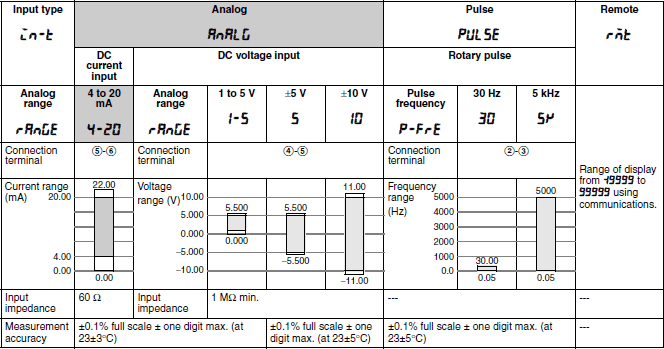 Input type Analog Pulse Remote
in-t AnALG PULSE rMt
DC current input DC voltage input Rotary pulse
Analog range 4 to 20 mA Analog range 1 to 5 V ±5 V ±10 V Pulse frequency 30 Hz 5 kHz
rAnGE 4-20 rAnGE 1-5 5 10 P-FrE 30 5K
Connection terminal ⑤-⑥ Connection terminal ④-⑤ Connection terminal ②-③
Range of display from -19999 to 99999 using communications.
Current range (mA) 20.00 4.00 0.00
22.00
0.00
Voltage range (V) 10.00 5.000 0.000 −5.000 −10.00
5.500
0.000
5.500
−5.500
11.00
−11.00
Frequency range (Hz) 5000 4000 3000 2000 1000 0.0
30.00
0.05
5000
0.05
Input impedance 60 Ω Input impedance 1 MΩ min. --- ---
Measurement accuracy ±0.1% full scale ± one digit max. (at 23±3°C) ±0.1% full scale ± one digit max. (at 23±5°C) ±0.1% full scale ± one digit max. (at 23±5°C) ---